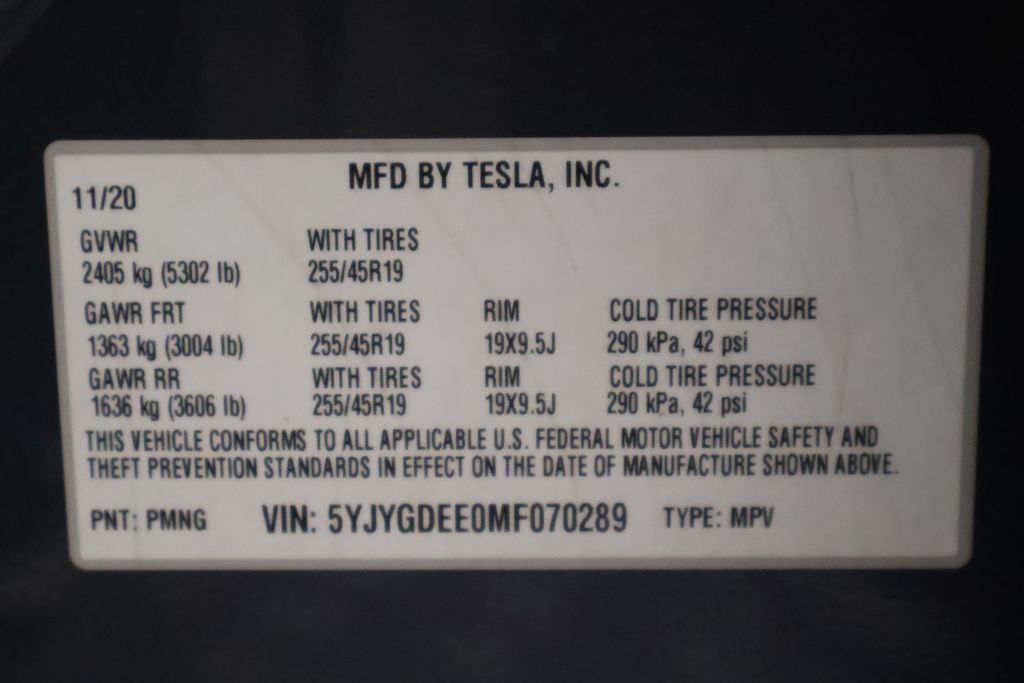 MFD BY TESLA, INC.
11/20
GVWR WITH TIRES
2405 kg (5302 lb) 255/45R19
GAWR FRT WITH TIRES RIM COLD TIRE PRESSURE
1363 kg (3004 lb) 255/45R19 19X9.5J 290 kPa, 42 psi
GAWR RR WITH TIRES RIM COLD TIRE PRESSURE
1636 kg (3606 lb) 255/45R19 19X9.5J 290 kPa, 42 psi
THIS VEHICLE CONFORMS TO ALL APPLICABLE U.S. FEDERAL MOTOR VEHICLE SAFETY AND
THEFT PREVENTION STANDARDS IN EFFECT ON THE DATE OF MANUFACTURE SHOWN ABOVE.
PNT: PMNG VIN: 5YJYGDEE0MF070289 TYPE: MPV